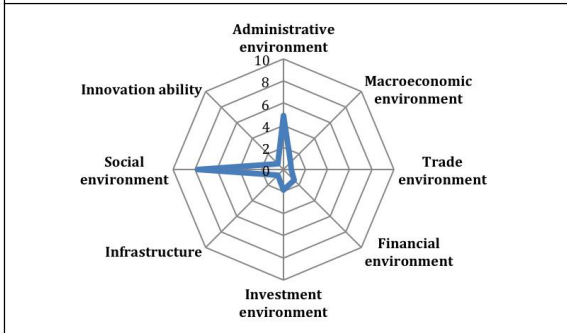 Administrative
environment
10
8
6
4
2
0
Macroeconomic
environment
Trade
environment
Financial
environment
Investment
environment
Infrastructure
Social
environment
Innovation ability